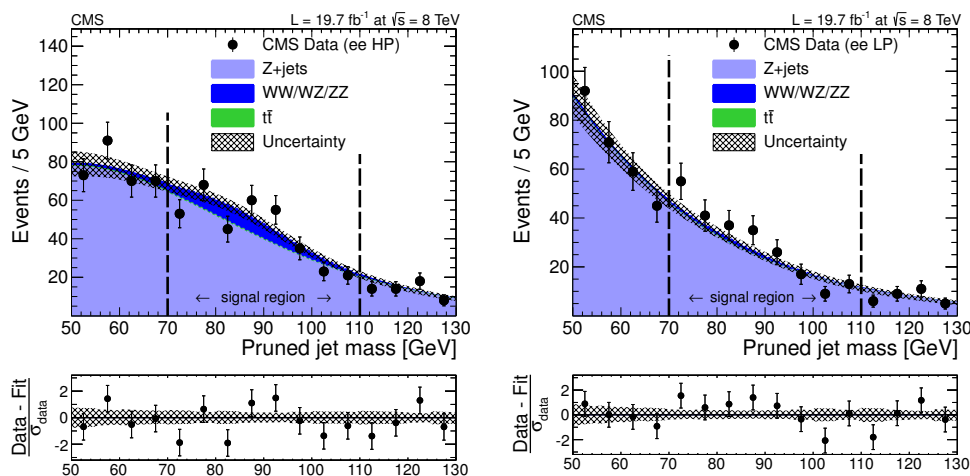 CMS
L = 19.7 fb⁻¹ at √s = 8 TeV
CMS Data (ee HP)
Z+jets
WW/WZ/ZZ
tt̄
Uncertainty
Events / 5 GeV
140
120
100
80
60
40
20
← signal region →
50 60 70 80 90 100 110 120 130
Pruned jet mass [GeV]
Data - Fit
σdata
2
0
-2
50 60 70 80 90 100 110 120 130
CMS
L = 19.7 fb⁻¹ at √s = 8 TeV
CMS Data (ee LP)
Z+jets
WW/WZ/ZZ
tt̄
Uncertainty
Events / 5 GeV
100
80
60
40
20
← signal region →
50 60 70 80 90 100 110 120 130
Pruned jet mass [GeV]
Data - Fit
σdata
2
0
-2
50 60 70 80 90 100 110 120 130